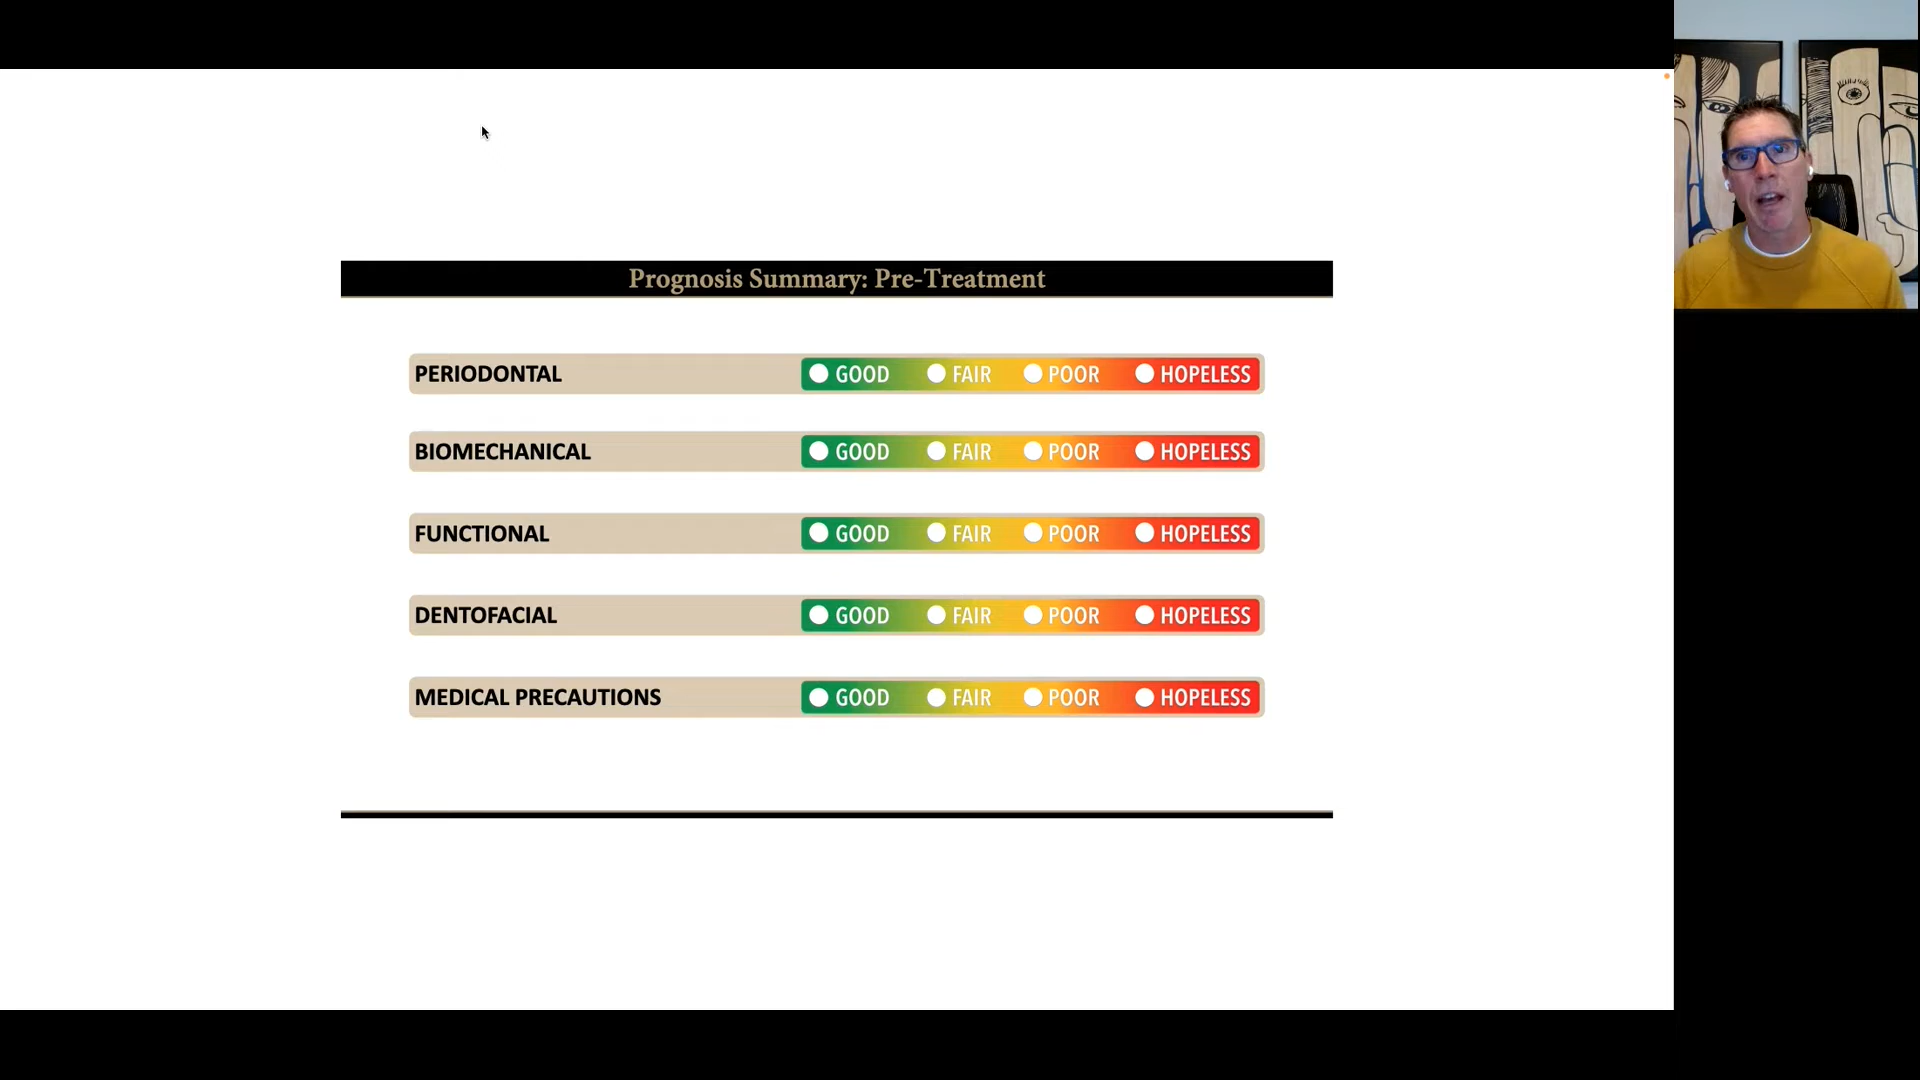 Prognosis Summary: Pre-Treatment
PERIODONTAL GOOD FAIR POOR HOPELESS
BIOMECHANICAL GOOD FAIR POOR HOPELESS
FUNCTIONAL GOOD FAIR POOR HOPELESS
DENTOFACIAL GOOD FAIR POOR HOPELESS
MEDICAL PRECAUTIONS GOOD FAIR POOR HOPELESS